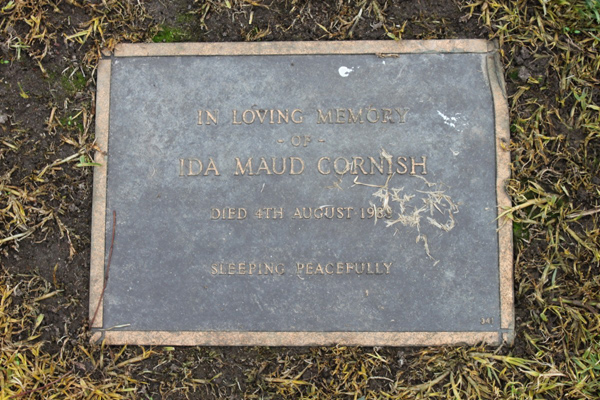 IN LOVING MEMORY
- OF -
IDA MAUD CORNISH
DIED 4TH AUGUST
SLEEPING PEACEFULLY